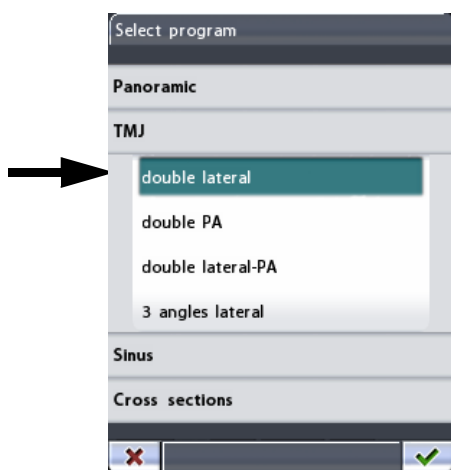 Select program
Panoramic
TMJ
double lateral
double PA
double lateral-PA
3 angles lateral
Sinus
Cross sections